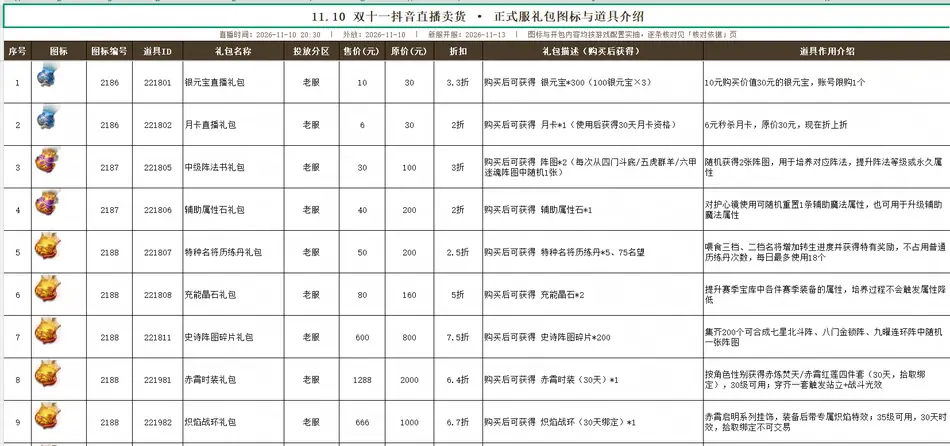 11.10 双十一抖音直播卖货 · 正式服礼包图标与道具介绍
直播时间:2026-11-10 20:30 | 外放:2026-11-10 | 新服开服:2026-11-13 | 图标与开包内容均按游戏配置实抽,逐条核对见「核对依据」页
序号 图标 图标编号 道具ID 礼包名称 投放分区 售价(元) 原价(元) 折扣 礼包描述(购买后获得) 道具作用介绍
1 2186 221801 银元宝直播礼包 老服 10 30 3.3折 购买后可获得 银元宝*300(100银元宝×3) 10元购买价值30元的银元宝,账号限购1个
2 2186 221802 月卡直播礼包 老服 6 30 2折 购买后可获得 月卡*1(使用后获得30天月卡资格) 6元秒杀月卡,原价30元,现在折上折
3 2187 221805 中级阵法书礼包 老服 30 100 3折 购买后可获得 阵图*2(每次从四门斗底/五虎群羊/六甲
迷魂阵图中随机1张) 随机获得2张阵图,用于培养对应阵法,提升阵法等级或永久属
性
4 2187 221806 辅助属性石礼包 老服 40 200 2折 购买后可获得 辅助属性石*1 对护心镜使用可随机重置1条辅助魔法属性,也可用于升级辅助
魔法属性
5 2188 221807 特种名将历练丹礼包 老服 50 200 2.5折 购买后可获得 特种名将历练丹*5、75名望 喂食三档、二档名将增加转生进度并获得特有奖励,不占用普通
历练丹次数,每日最多使用18个
6 2188 221808 充能晶石礼包 老服 80 160 5折 购买后可获得 充能晶石*2 提升赛季宝库中各件赛季装备的属性,培养过程不会触发属性降
低
7 2188 221811 史诗阵图碎片礼包 老服 600 800 7.5折 购买后可获得 史诗阵图碎片*200 集齐200个可合成七星北斗阵、八门金锁阵、九曜连环阵中随机
一张阵图
8 2188 221981 赤霄时装礼包 老服 1288 2000 6.4折 购买后可获得 赤霄时装(30天)*1 按角色性别获得赤炼焚天/赤霄红莲四件套(30天,拾取绑
定),30级可用;穿齐一套触发站立+战斗光效
9 2188 221982 炽焰战环礼包 老服 666 1000 6.7折 购买后可获得 炽焰战环(30天绑定)*1 赤霄启明系列挂饰,装备后带专属炽焰特效;35级可用,30天时
效,拾取绑定不可交易